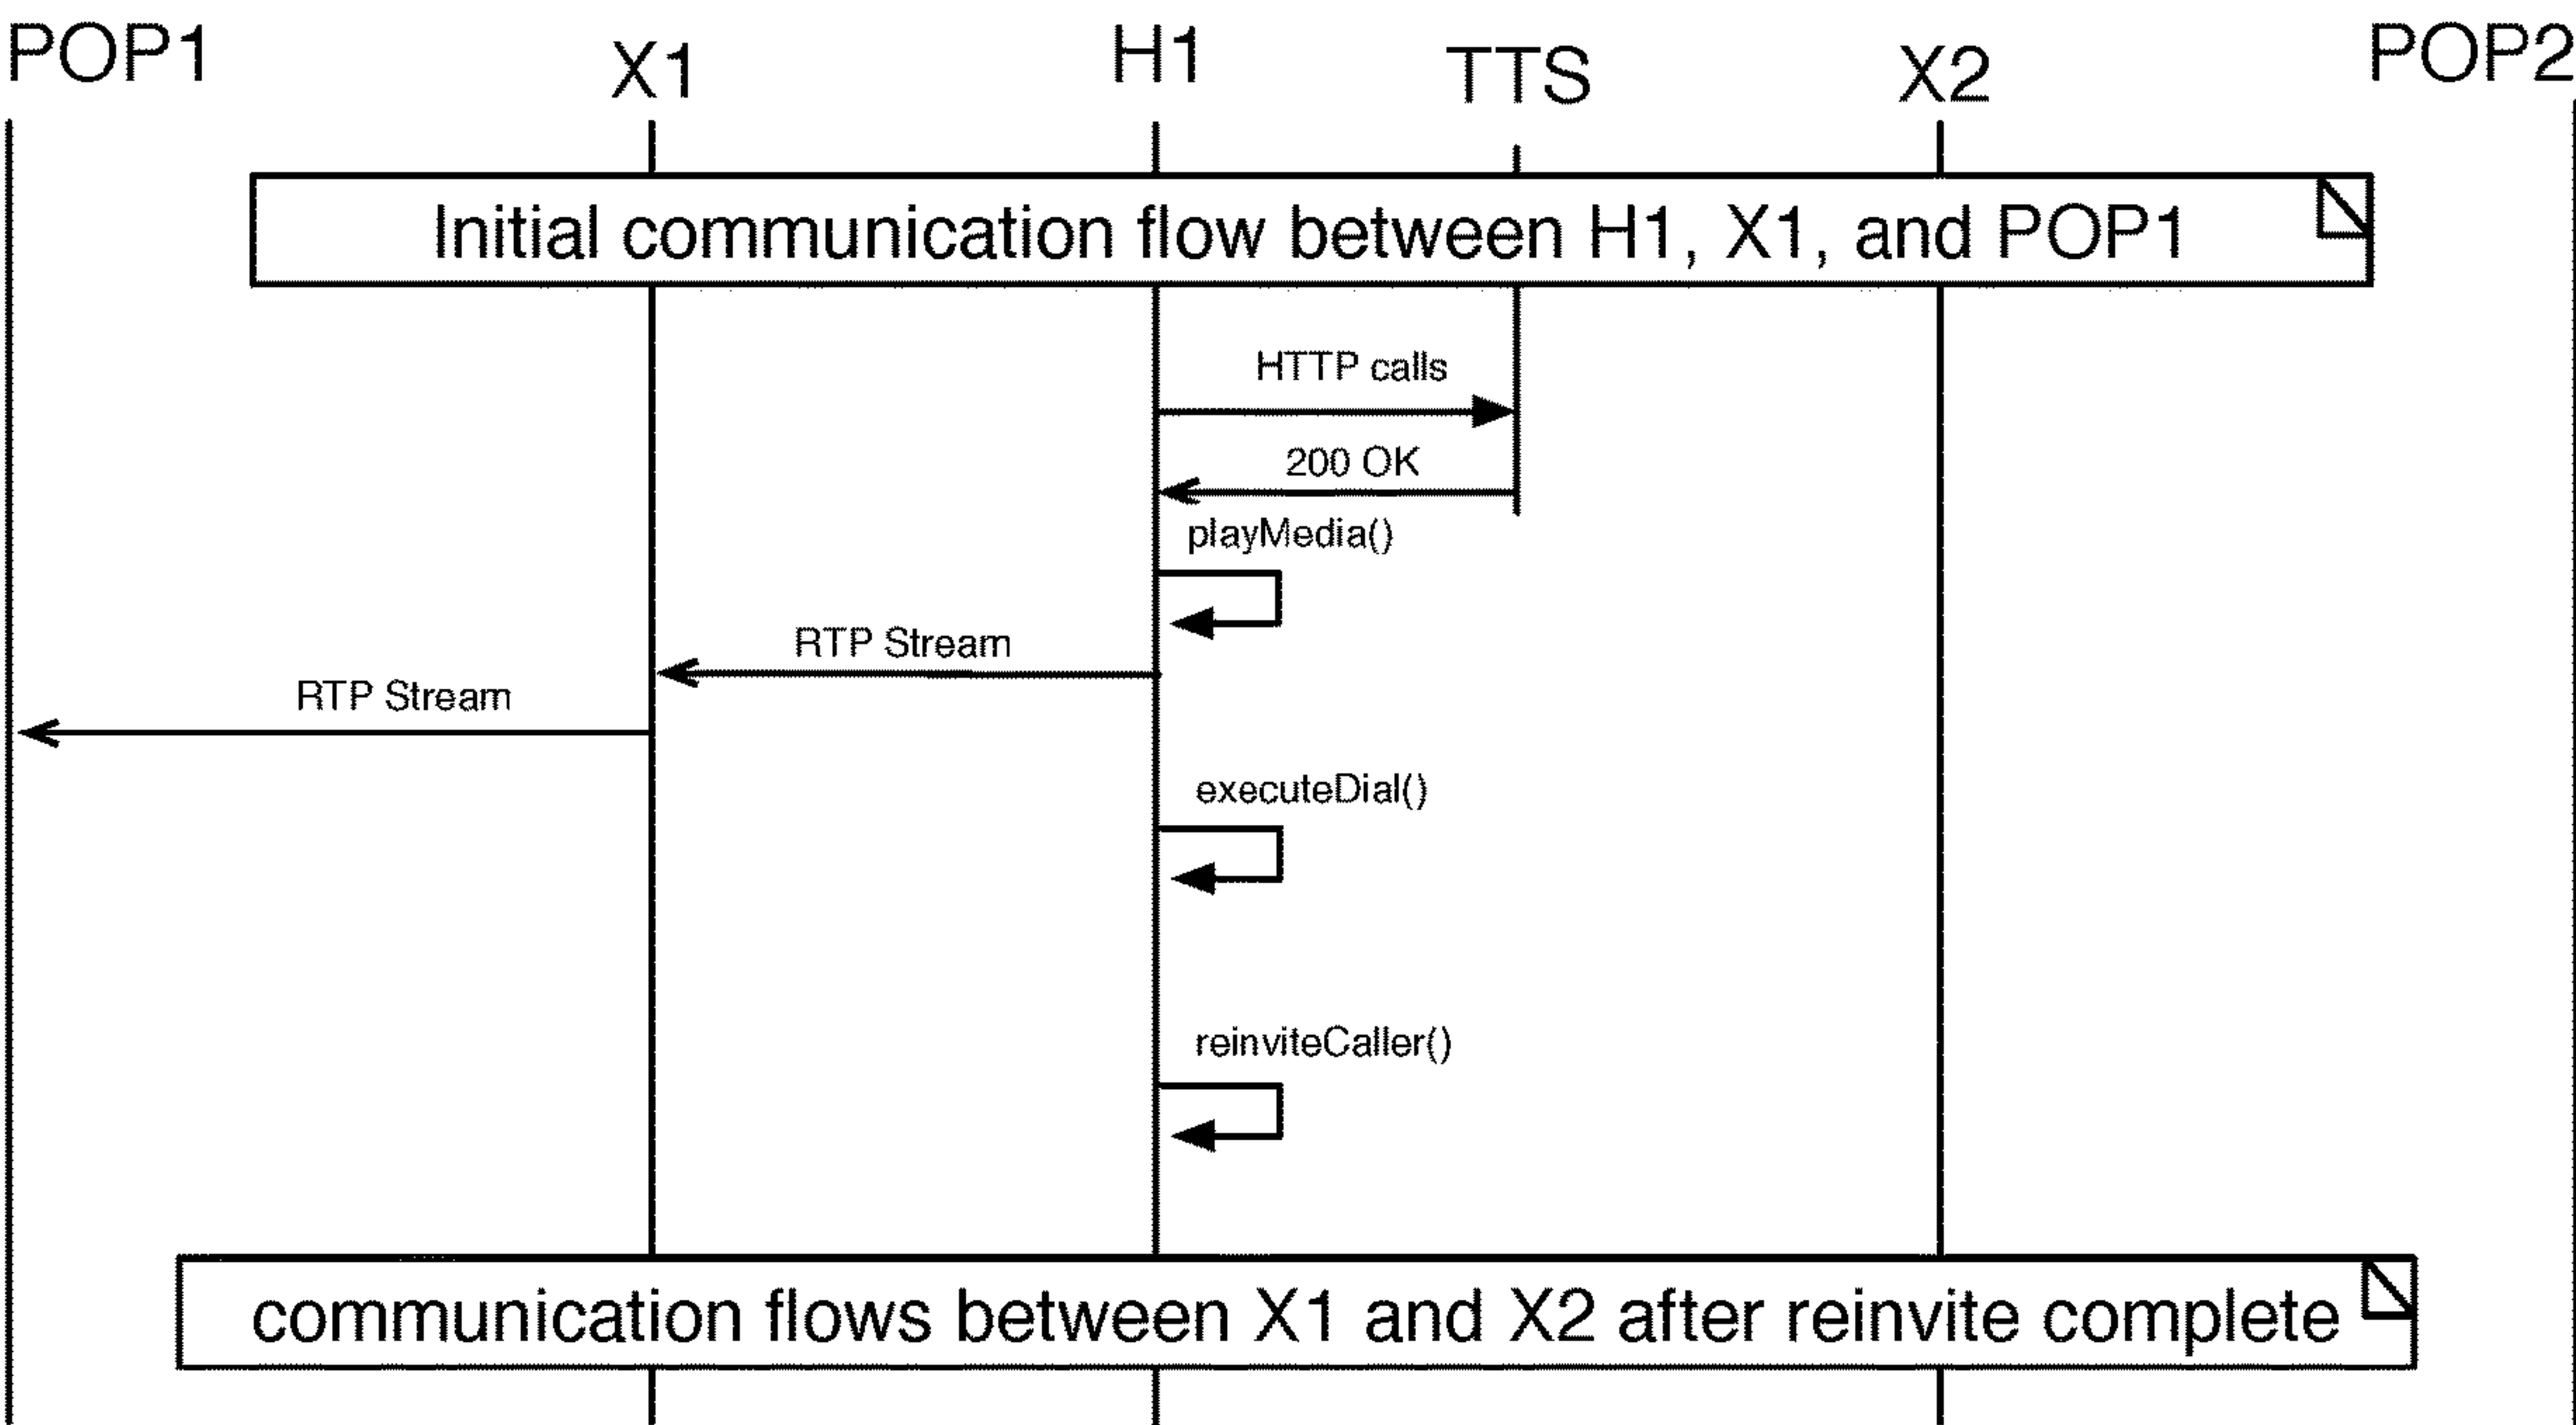 POP1
X1
H1
TTS
X2
POP2
Initial communication flow between H1, X1, and POP1
HTTP calls
200 OK
playMedia()
RTP Stream
RTP Stream
executeDial()
reinviteCaller()
communication flows between X1 and X2 after reinvite complete